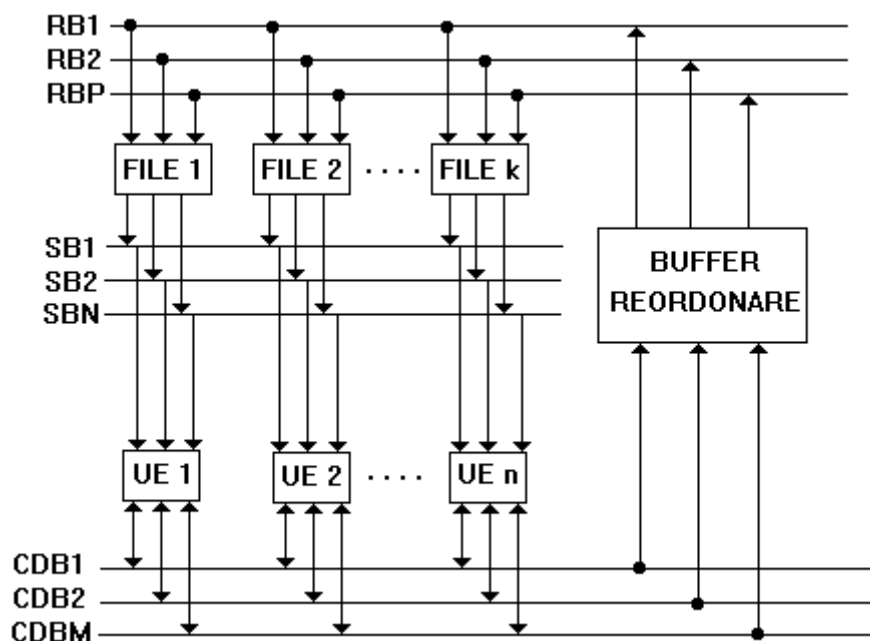 RB1
RB2
RBP
FILE 1 FILE 2 .... FILE k
SB1
SB2
SBN
BUFFER
REORDONARE
UE 1 UE 2 .... UE n
CDB1
CDB2
CDBM